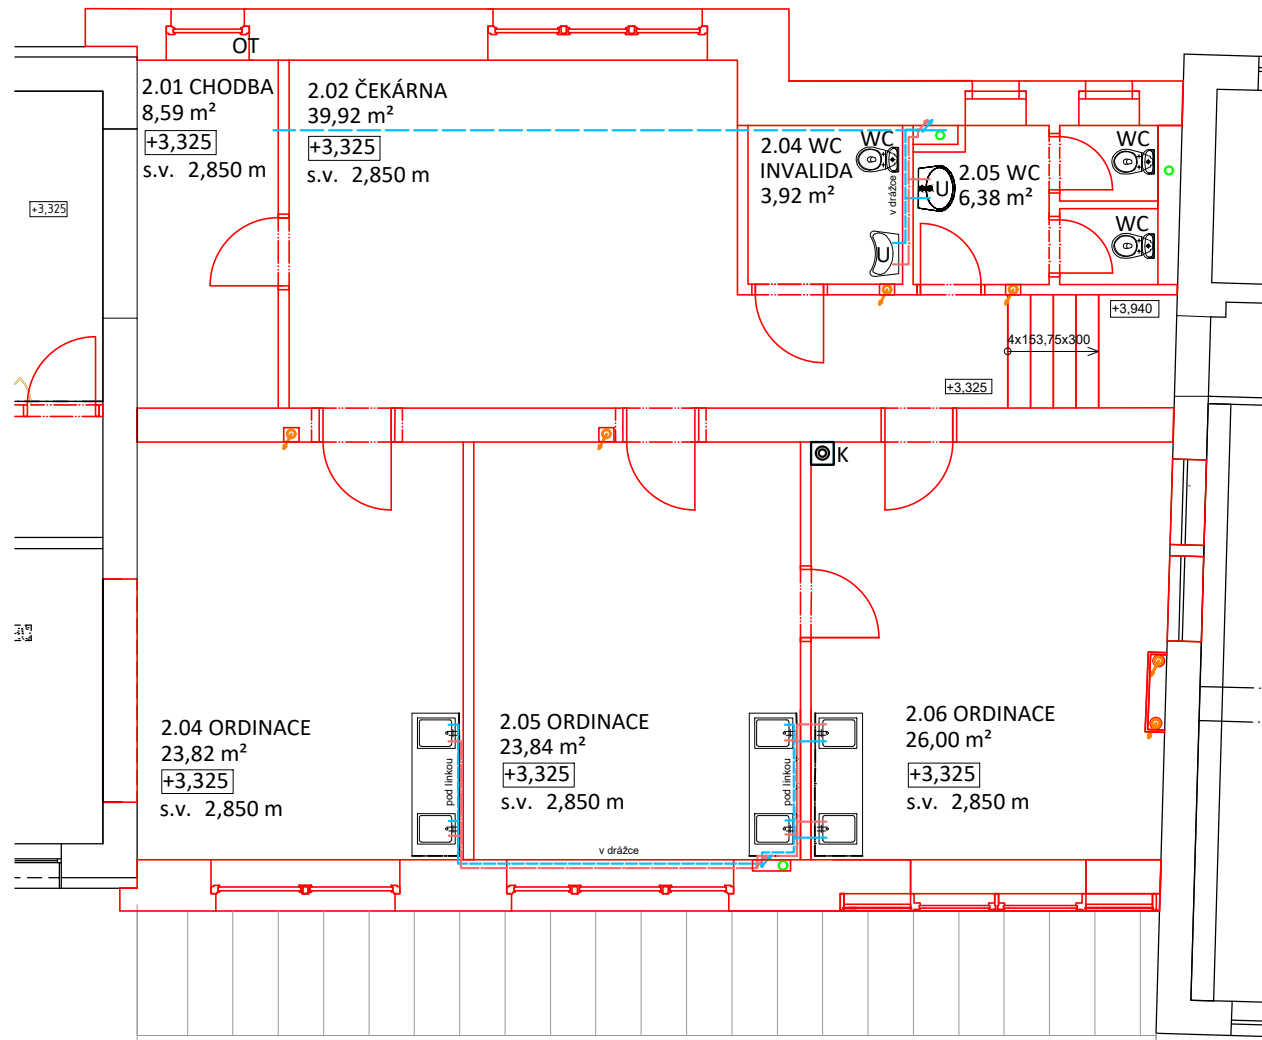 OT
2.01 CHODBA
8,59 m²
+3,325
s.v. 2,850 m
2.02 ČEKÁRNA
39,92 m²
+3,325
s.v. 2,850 m
2.04 WC
INVALIDA
3,92 m²
WC
v drážce
U
2.05 WC
6,38 m²
U
WC
WC
+3,325
+3,940
4x153,75x300
+3,325
K
2.04 ORDINACE
23,82 m²
+3,325
s.v. 2,850 m
pod linkou
2.05 ORDINACE
23,84 m²
+3,325
s.v. 2,850 m
pod linkou
v drážce
2.06 ORDINACE
26,00 m²
+3,325
s.v. 2,850 m